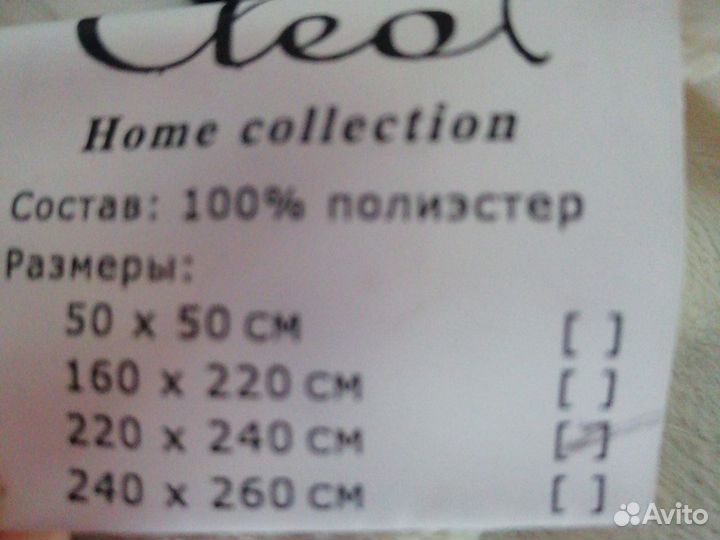 Cleol
Home collection
Состав: 100% полиэстер
Размеры:
50 x 50 см [ ]
160 x 220 см [ ]
220 x 240 см [ ]
240 x 260 см [ ]
Avito